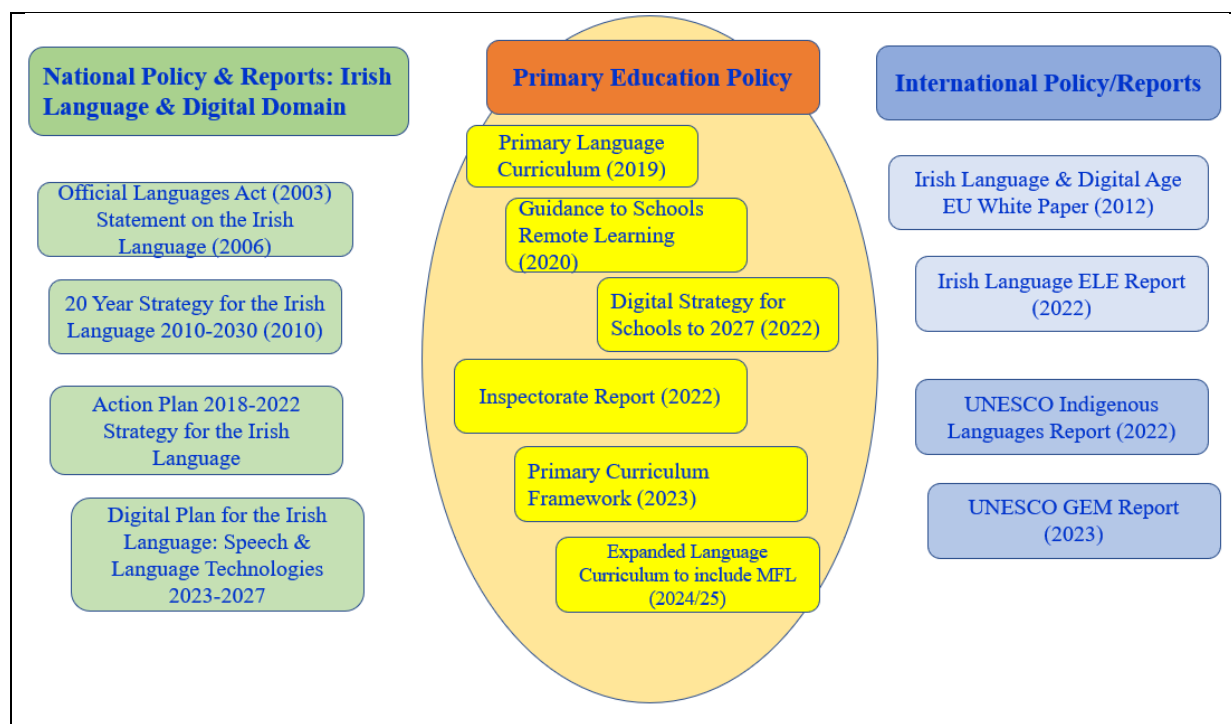 National Policy & Reports: Irish
Language & Digital Domain
Official Languages Act (2003)
Statement on the Irish
Language (2006)
20 Year Strategy for the Irish
Language 2010-2030 (2010)
Action Plan 2018-2022
Strategy for the Irish
Language
Digital Plan for the Irish
Language: Speech &
Language Technologies
2023-2027
Primary Education Policy
Primary Language
Curriculum (2019)
Guidance to Schools
Remote Learning
(2020)
Digital Strategy for
Schools to 2027 (2022)
Inspectorate Report (2022)
Primary Curriculum
Framework (2023)
Expanded Language
Curriculum to include MFL
(2024/25)
International Policy/Reports
Irish Language & Digital Age
EU White Paper (2012)
Irish Language ELE Report
(2022)
UNESCO Indigenous
Languages Report (2022)
UNESCO GEM Report
(2023)